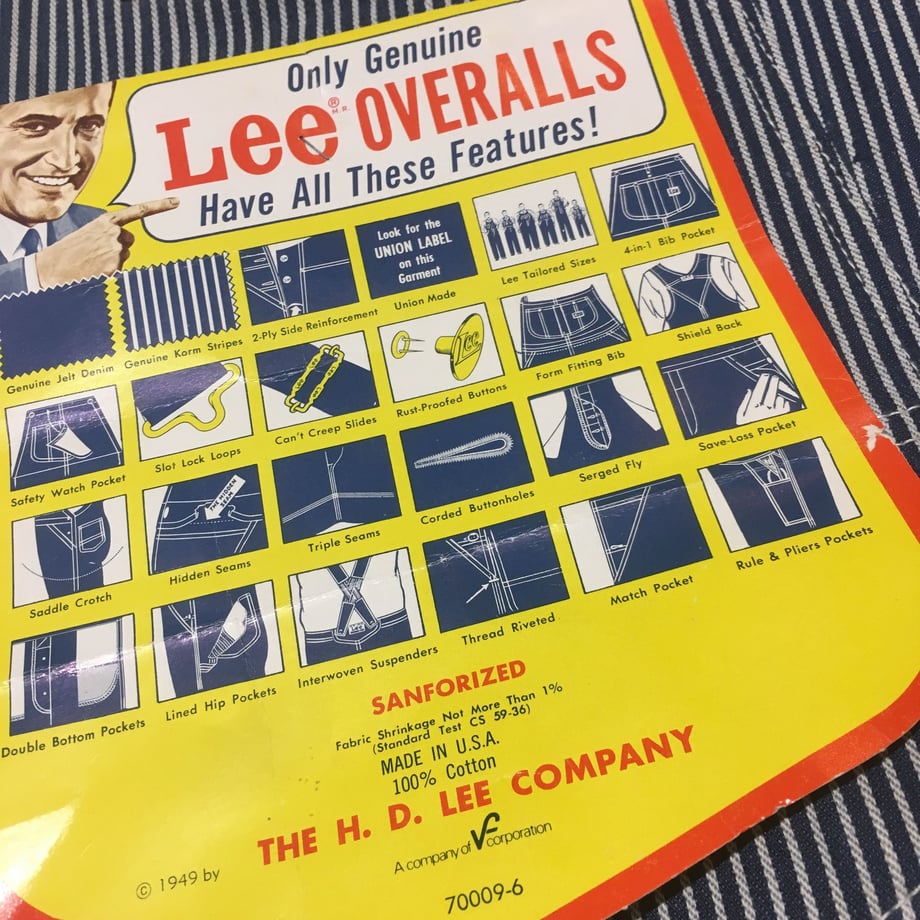 Only Genuine
Lee® OVERALLS
M.R.
Have All These Features!
Genuine Jelt Denim
Genuine Korm Stripes
2-Ply Side Reinforcement
Look for the
UNION LABEL
on this
Garment
Union Made
Lee Tailored Sizes
4-in-1 Bib Pocket
Safety Watch Pocket
Slot Lock Loops
Can't Creep Slides
Lee
Rust-Proofed Buttons
Form Fitting Bib
Shield Back
Saddle Crotch
THE HIDDEN
SEAM
Hidden Seams
Triple Seams
Corded Buttonholes
Serged Fly
Save-Loss Pocket
Double Bottom Pockets
Lined Hip Pockets
Lee
Interwoven Suspenders
Thread Riveted
Match Pocket
Rule & Pliers Pockets
SANFORIZED
Fabric Shrinkage Not More Than 1%
(Standard Test CS 59-36)
MADE IN U.S.A.
100% Cotton
© 1949 by
THE H. D. LEE COMPANY
A company of VF corporation
70009-6